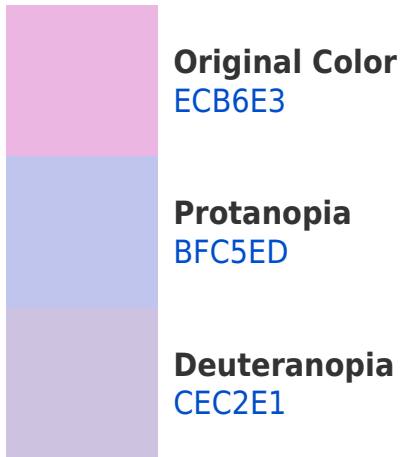 Original Color
ECB6E3
Protanopia
BFC5ED
Deuteranopia
CEC2E1